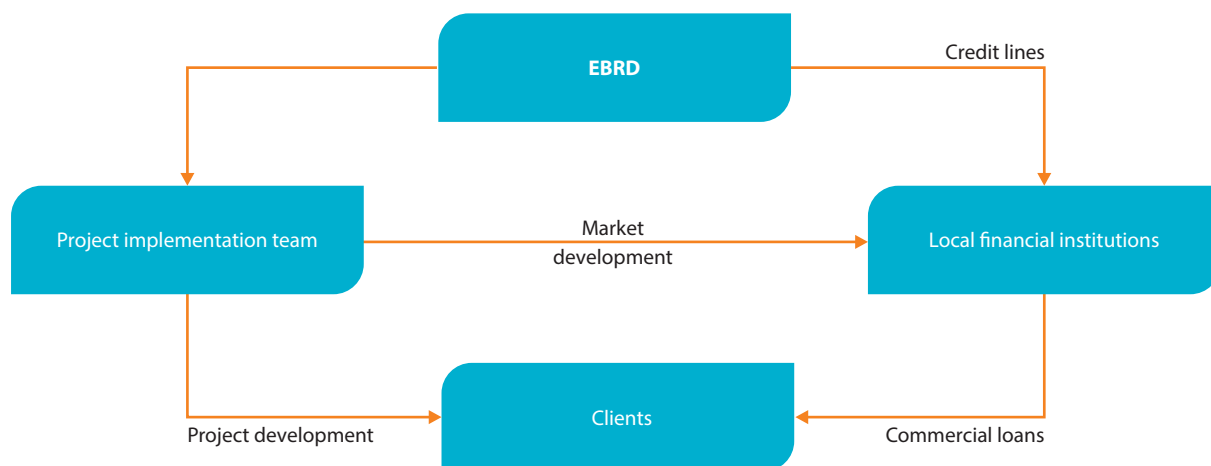 Credit lines
EBRD
Project implementation team
Market
development
Local financial institutions
Clients
Project development
Commercial loans